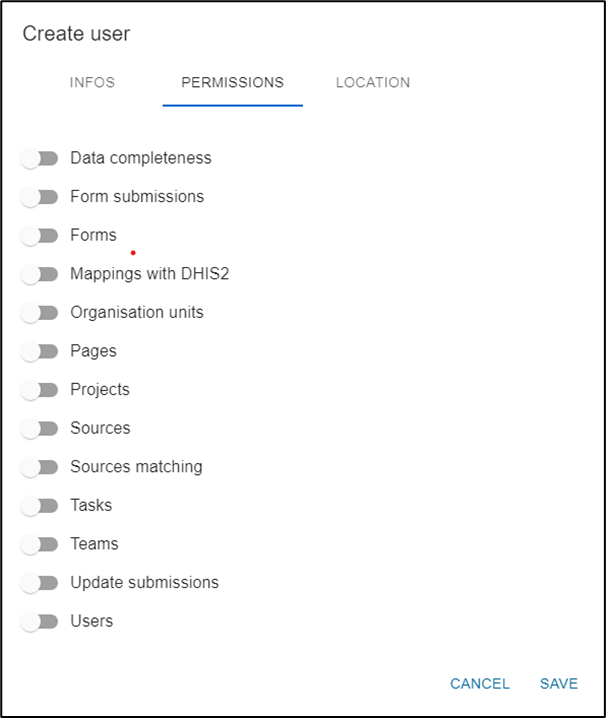 Create user
INFOS PERMISSIONS LOCATION
Data completeness
Form submissions
Forms
Mappings with DHIS2
Organisation units
Pages
Projects
Sources
Sources matching
Tasks
Teams
Update submissions
Users
CANCEL SAVE